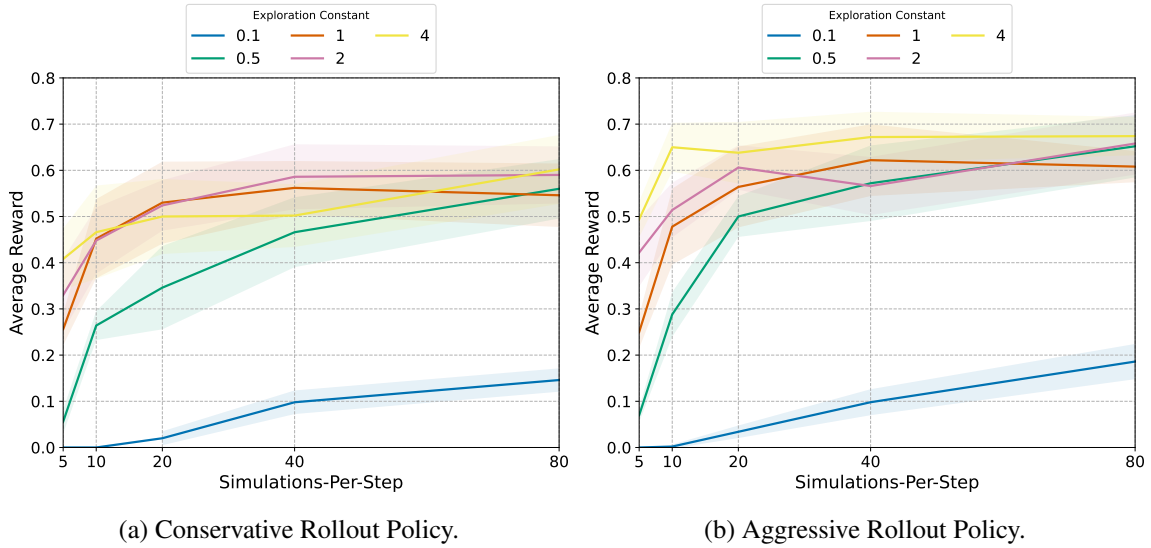 Exploration Constant
0.1 1 4
0.5 2
0.8
0.7
0.6
0.5
0.4
0.3
0.2
0.1
0.0
Average Reward
5 10 20 40 80
Simulations-Per-Step
(a) Conservative Rollout Policy.
Exploration Constant
0.1 1 4
0.5 2
0.8
0.7
0.6
0.5
0.4
0.3
0.2
0.1
0.0
Average Reward
5 10 20 40 80
Simulations-Per-Step
(b) Aggressive Rollout Policy.